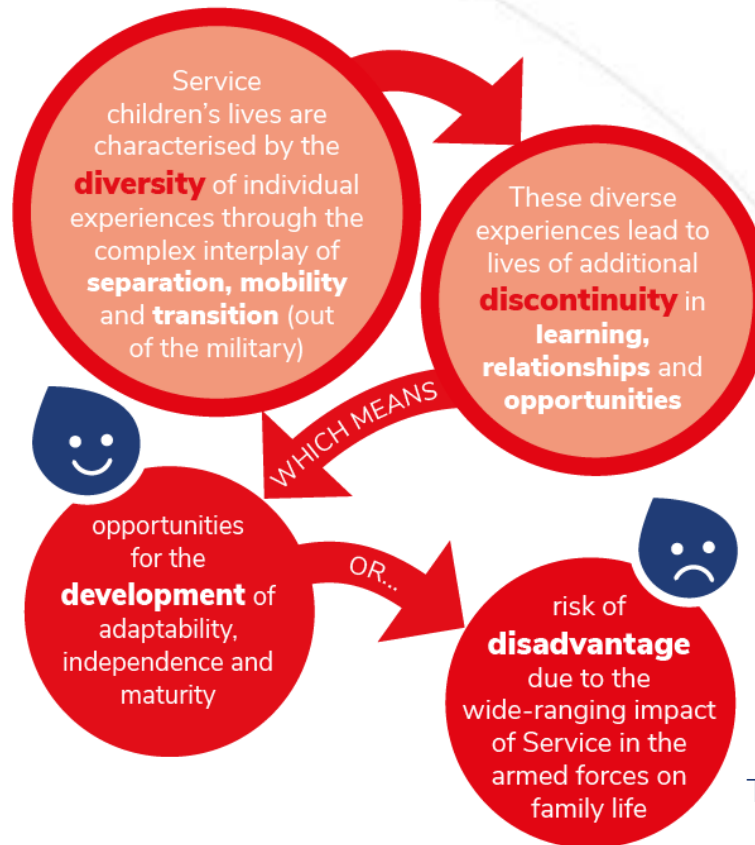 Service
children’s lives are
characterised by the
diversity of individual
experiences through the
complex interplay of
separation, mobility
and transition (out
of the military)
These diverse
experiences lead to
lives of additional
discontinuity in
learning,
relationships and
opportunities
WHICH MEANS
opportunities
for the
development of
adaptability,
independence and
maturity
OR...
risk of
disadvantage
due to the
wide-ranging impact
of Service in the
armed forces on
family life